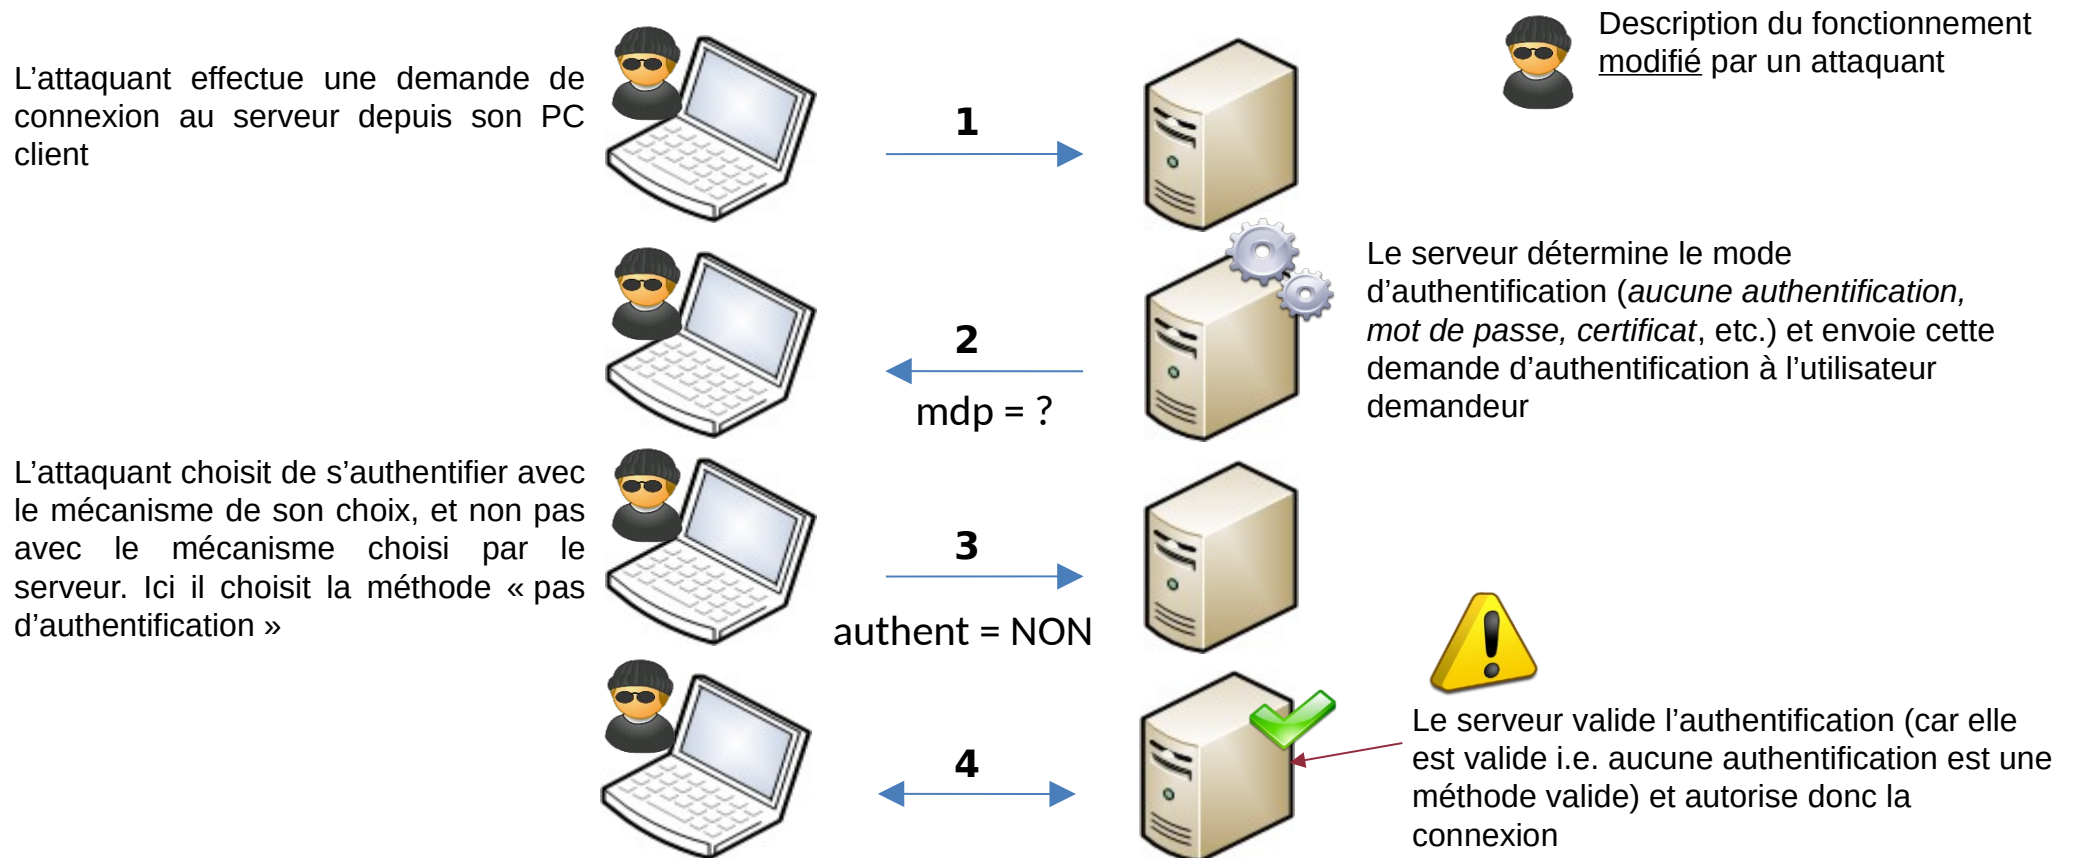 Description du fonctionnement
modifié par un attaquant
L’attaquant effectue une demande de
connexion au serveur depuis son PC
client
1
Le serveur détermine le mode
d’authentification (aucune authentification,
mot de passe, certificat, etc.) et envoie cette
demande d’authentification à l’utilisateur
demandeur
2
mdp = ?
L’attaquant choisit de s’authentifier avec
le mécanisme de son choix, et non pas
avec le mécanisme choisi par le
serveur. Ici il choisit la méthode « pas
d’authentification »
3
authent = NON
4
Le serveur valide l’authentification (car elle
est valide i.e. aucune authentification est une
méthode valide) et autorise donc la
connexion